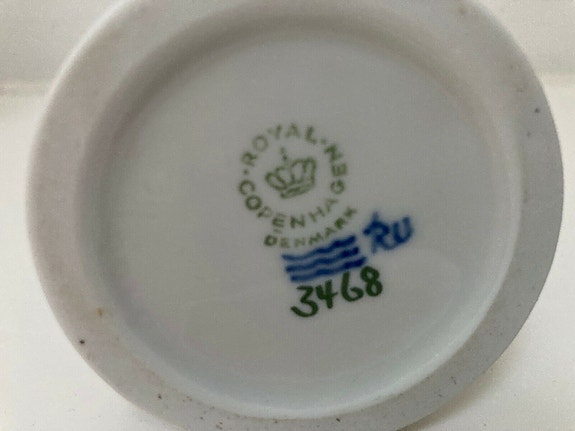 ROYAL COPENHAGEN
DENMARK
RU
3468